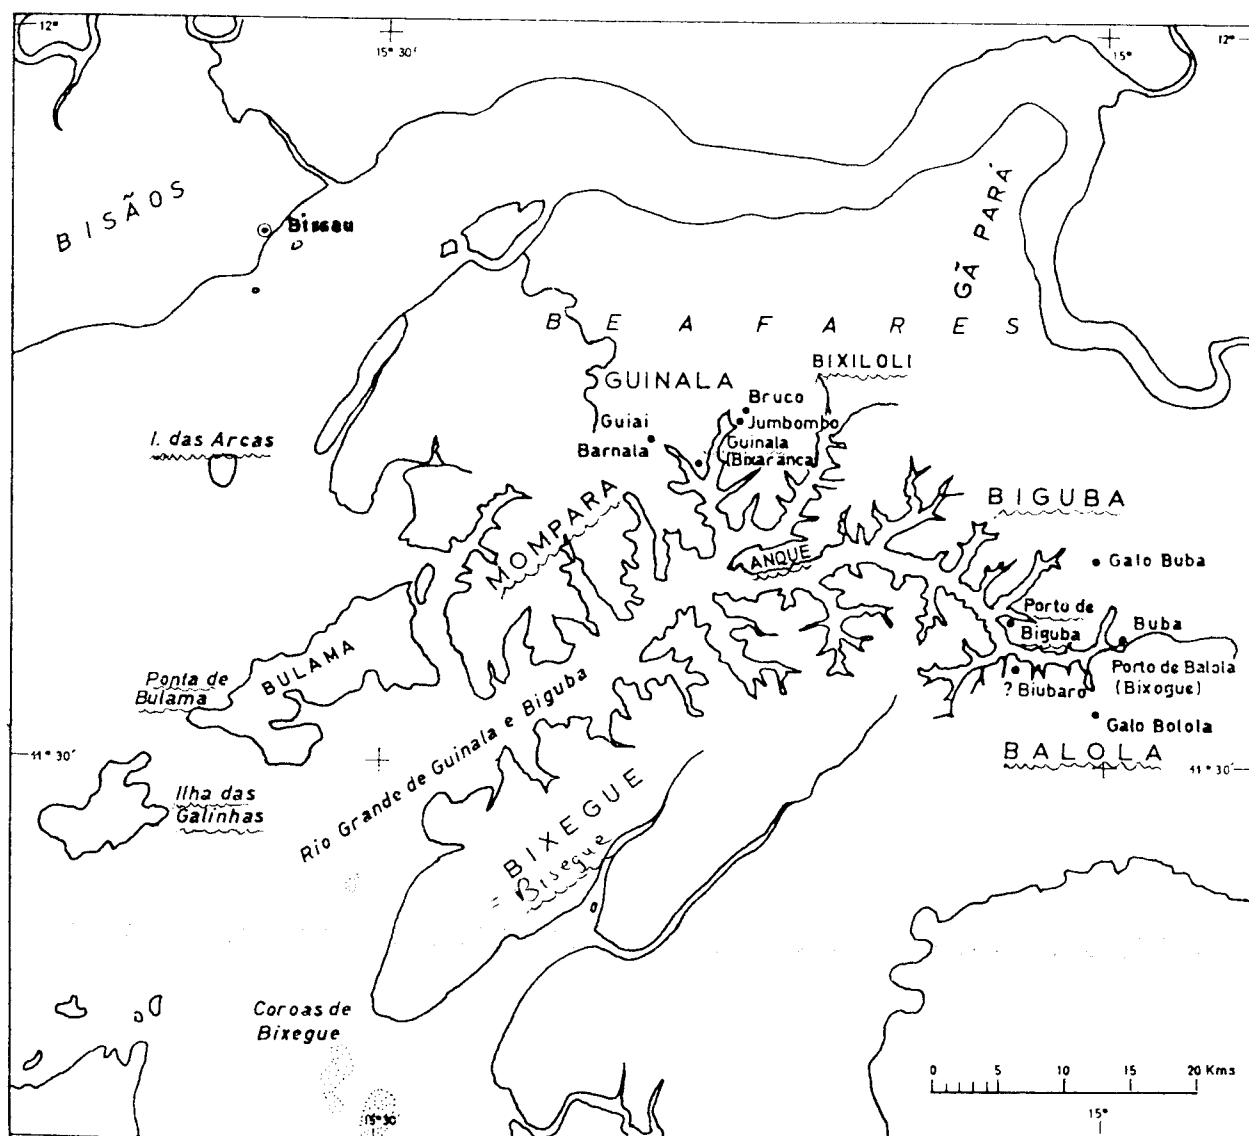 12°
15° 30′
15°
12°
BISÃOS
Bissau
GÃ PARÁ
BEAFARES
BIXILOLI
GUINALA
Bruco
Guiai
Jumbombo
I. das Arcas
Barnala
Guinala
(Bixaranca)
MOMPARA
BIGUBA
ANQUE
Galo Buba
Porto de
Biguba
Buba
BULAMA
Ponta de
Bulama
Porto de Balola
(Bixogue)
? Biubaro
Rio Grande de Guinala e Biguba
Galo Bolola
11° 30′
BALOLA
11° 30′
Ilha das
Galinhas
BIXEGUE
= Bisegue
Coroas de
Bixegue
0 5 10 15 20 Kms
15° 30′
15°